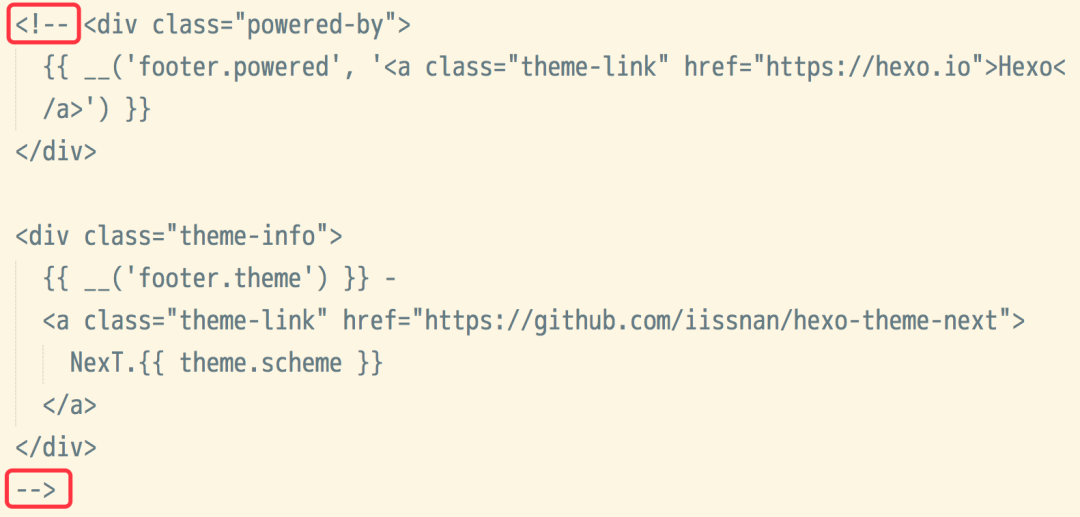 <!-- <div class="powered-by">
{{ __('footer.powered', '<a class="theme-link" href="https://hexo.io">Hexo<
/a>') }}
</div>
<div class="theme-info">
{{ __('footer.theme') }} -
<a class="theme-link" href="https://github.com/iissnan/hexo-theme-next">
NexT.{{ theme.scheme }}
</a>
</div>
-->